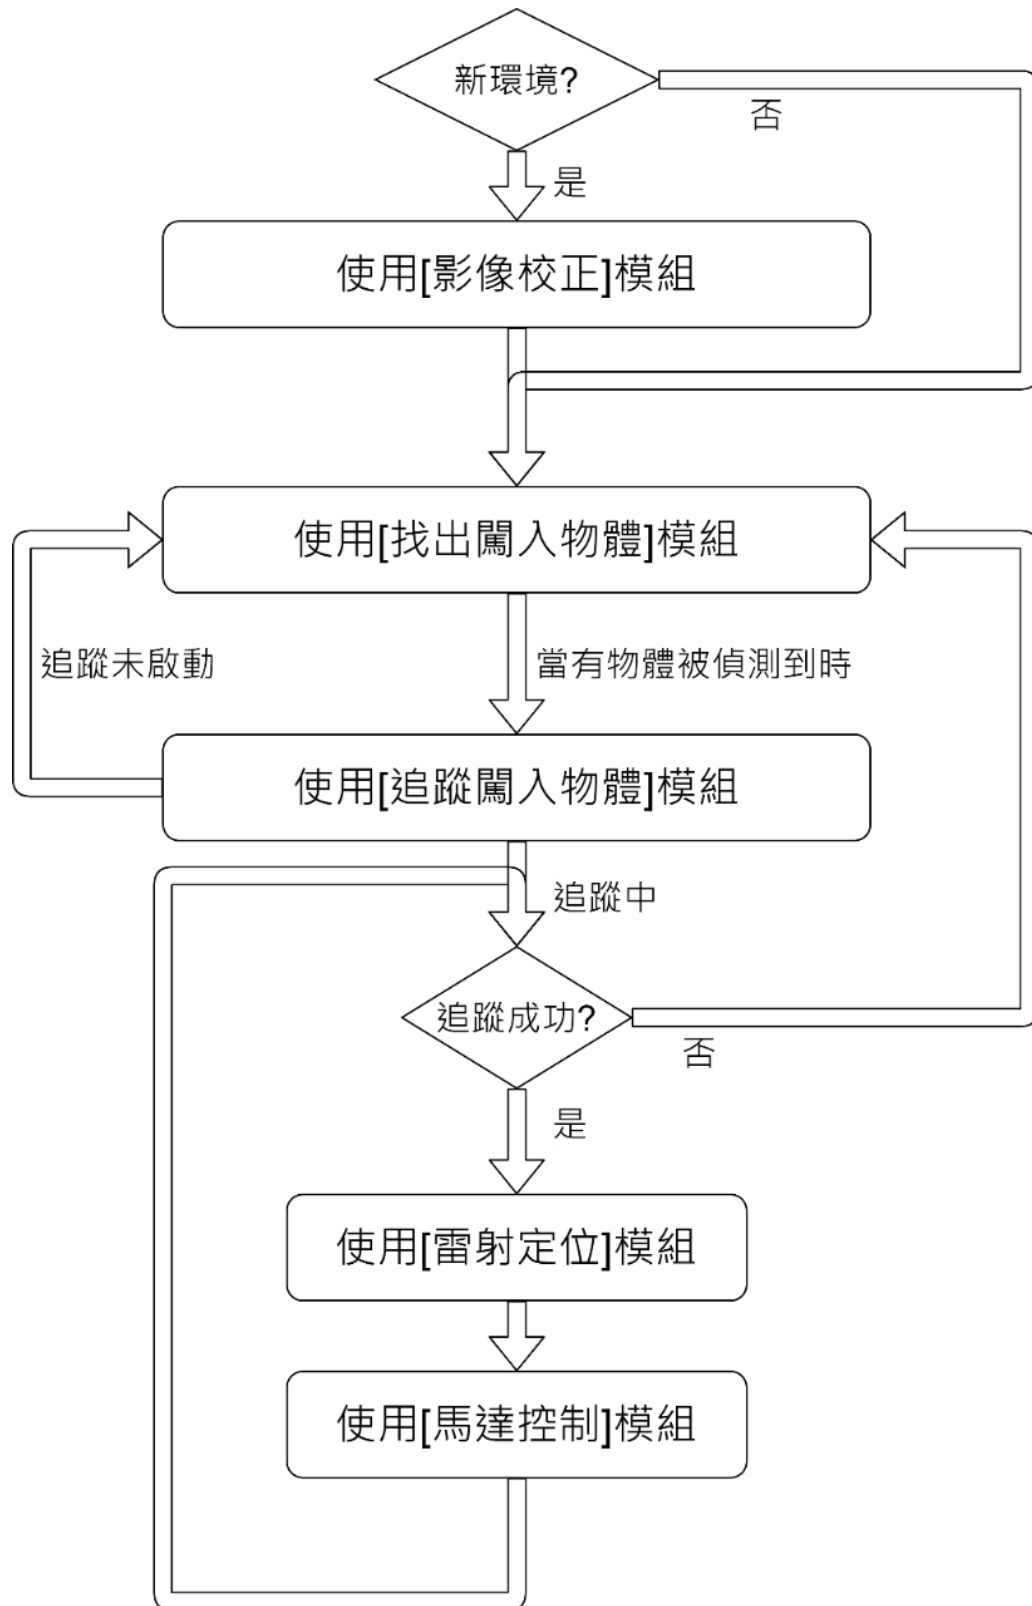 新環境?
否
是
使用[影像校正]模組
使用[找出闖入物體]模組
追蹤未啟動
當有物體被偵測到時
使用[追蹤闖入物體]模組
追蹤中
追蹤成功?
否
是
使用[雷射定位]模組
使用[馬達控制]模組